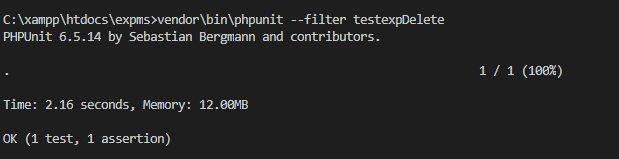 C:\xampp\htdocs\expms>vendor\bin\phpunit --filter testexpDelete
PHPUnit 6.5.14 by Sebastian Bergmann and contributors.
. 1 / 1 (100%)
Time: 2.16 seconds, Memory: 12.00MB
OK (1 test, 1 assertion)